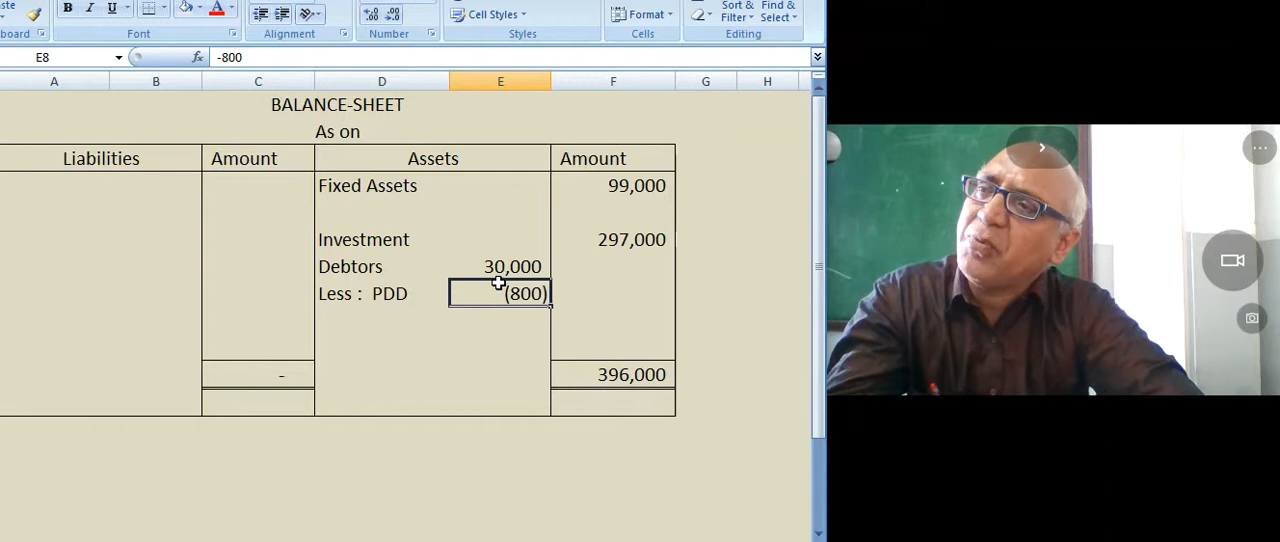 aste
B I U
Cell Styles
Format
Sort &
Filter
Find &
Select
board
Font
Alignment
Number
Styles
Cells
Editing
E8 fx -800
A B C D E F G H
BALANCE-SHEET
As on
Liabilities Amount Assets Amount
Fixed Assets 99,000
Investment 297,000
Debtors 30,000
Less : PDD (800)
- 396,000